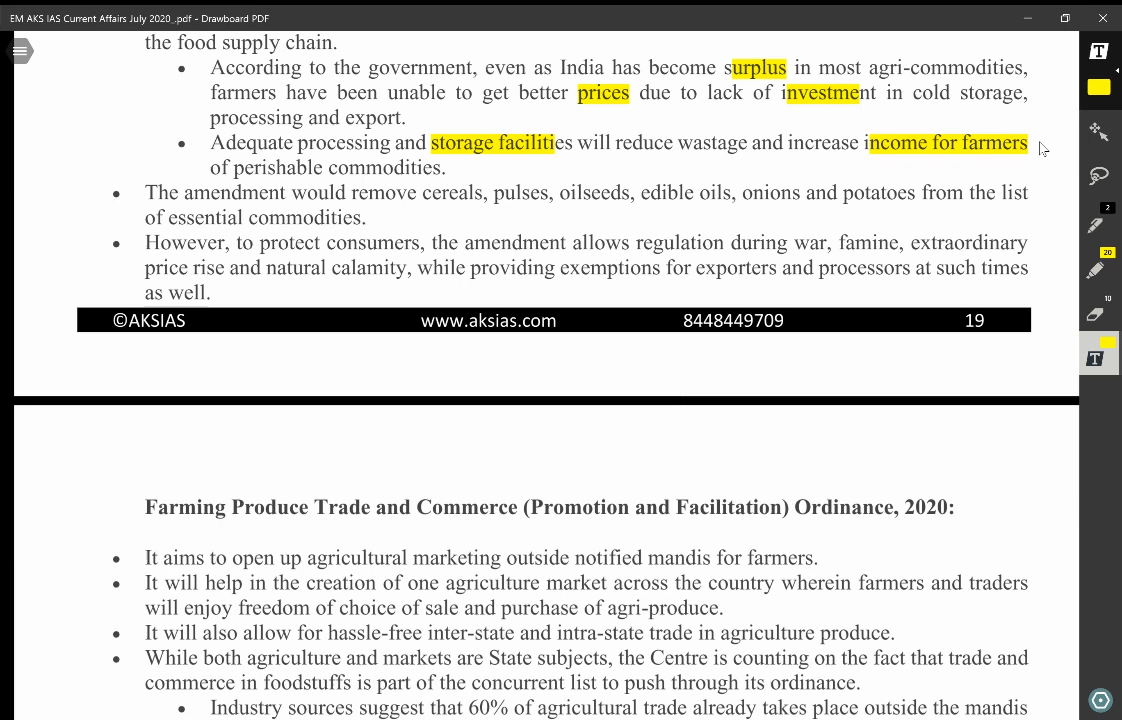 EM AKS IAS Current Affairs July 2020_.pdf - Drawboard PDF
the food supply chain.
• According to the government, even as India has become surplus in most agri-commodities,
farmers have been unable to get better prices due to lack of investment in cold storage,
processing and export.
• Adequate processing and storage facilities will reduce wastage and increase income for farmers
of perishable commodities.
• The amendment would remove cereals, pulses, oilseeds, edible oils, onions and potatoes from the list
of essential commodities.
• However, to protect consumers, the amendment allows regulation during war, famine, extraordinary
price rise and natural calamity, while providing exemptions for exporters and processors at such times
as well.
©AKSIAS www.aksias.com 8448449709 19
Farming Produce Trade and Commerce (Promotion and Facilitation) Ordinance, 2020:
• It aims to open up agricultural marketing outside notified mandis for farmers.
• It will help in the creation of one agriculture market across the country wherein farmers and traders
will enjoy freedom of choice of sale and purchase of agri-produce.
• It will also allow for hassle-free inter-state and intra-state trade in agriculture produce.
• While both agriculture and markets are State subjects, the Centre is counting on the fact that trade and
commerce in foodstuffs is part of the concurrent list to push through its ordinance.
• Industry sources suggest that 60% of agricultural trade already takes place outside the mandis
T
2
20
10
T